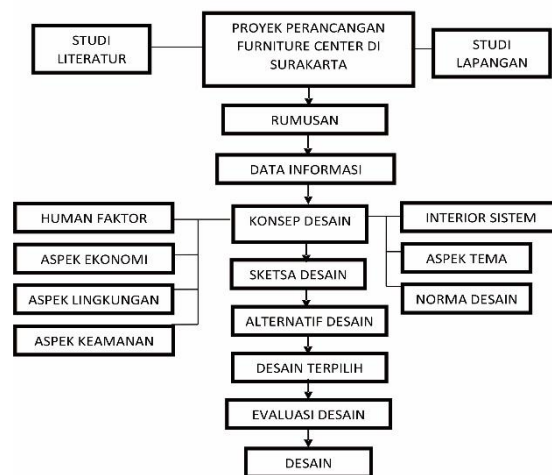 STUDI
LITERATUR
PROYEK PERANCANGAN
FURNITURE CENTER DI
SURAKARTA
STUDI
LAPANGAN
RUMUSAN
DATA INFORMASI
HUMAN FAKTOR
KONSEP DESAIN
INTERIOR SISTEM
ASPEK EKONOMI
SKETSA DESAIN
ASPEK TEMA
ASPEK LINGKUNGAN
ALTERNATIF DESAIN
NORMA DESAIN
ASPEK KEAMANAN
DESAIN TERPILIH
EVALUASI DESAIN
DESAIN